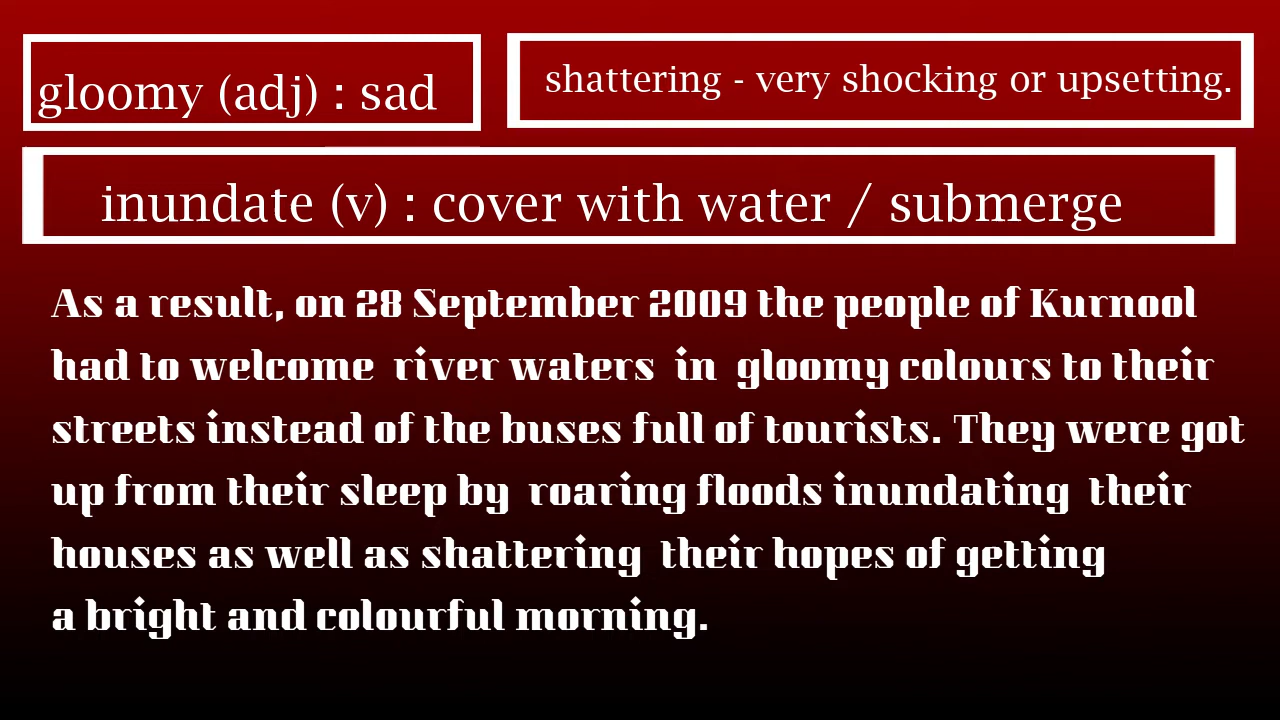 gloomy (adj) : sad
shattering - very shocking or upsetting.
inundate (v) : cover with water / submerge
As a result, on 28 September 2009 the people of Kurnool
had to welcome river waters in gloomy colours to their
streets instead of the buses full of tourists. They were got
up from their sleep by roaring floods inundating their
houses as well as shattering their hopes of getting
a bright and colourful morning.